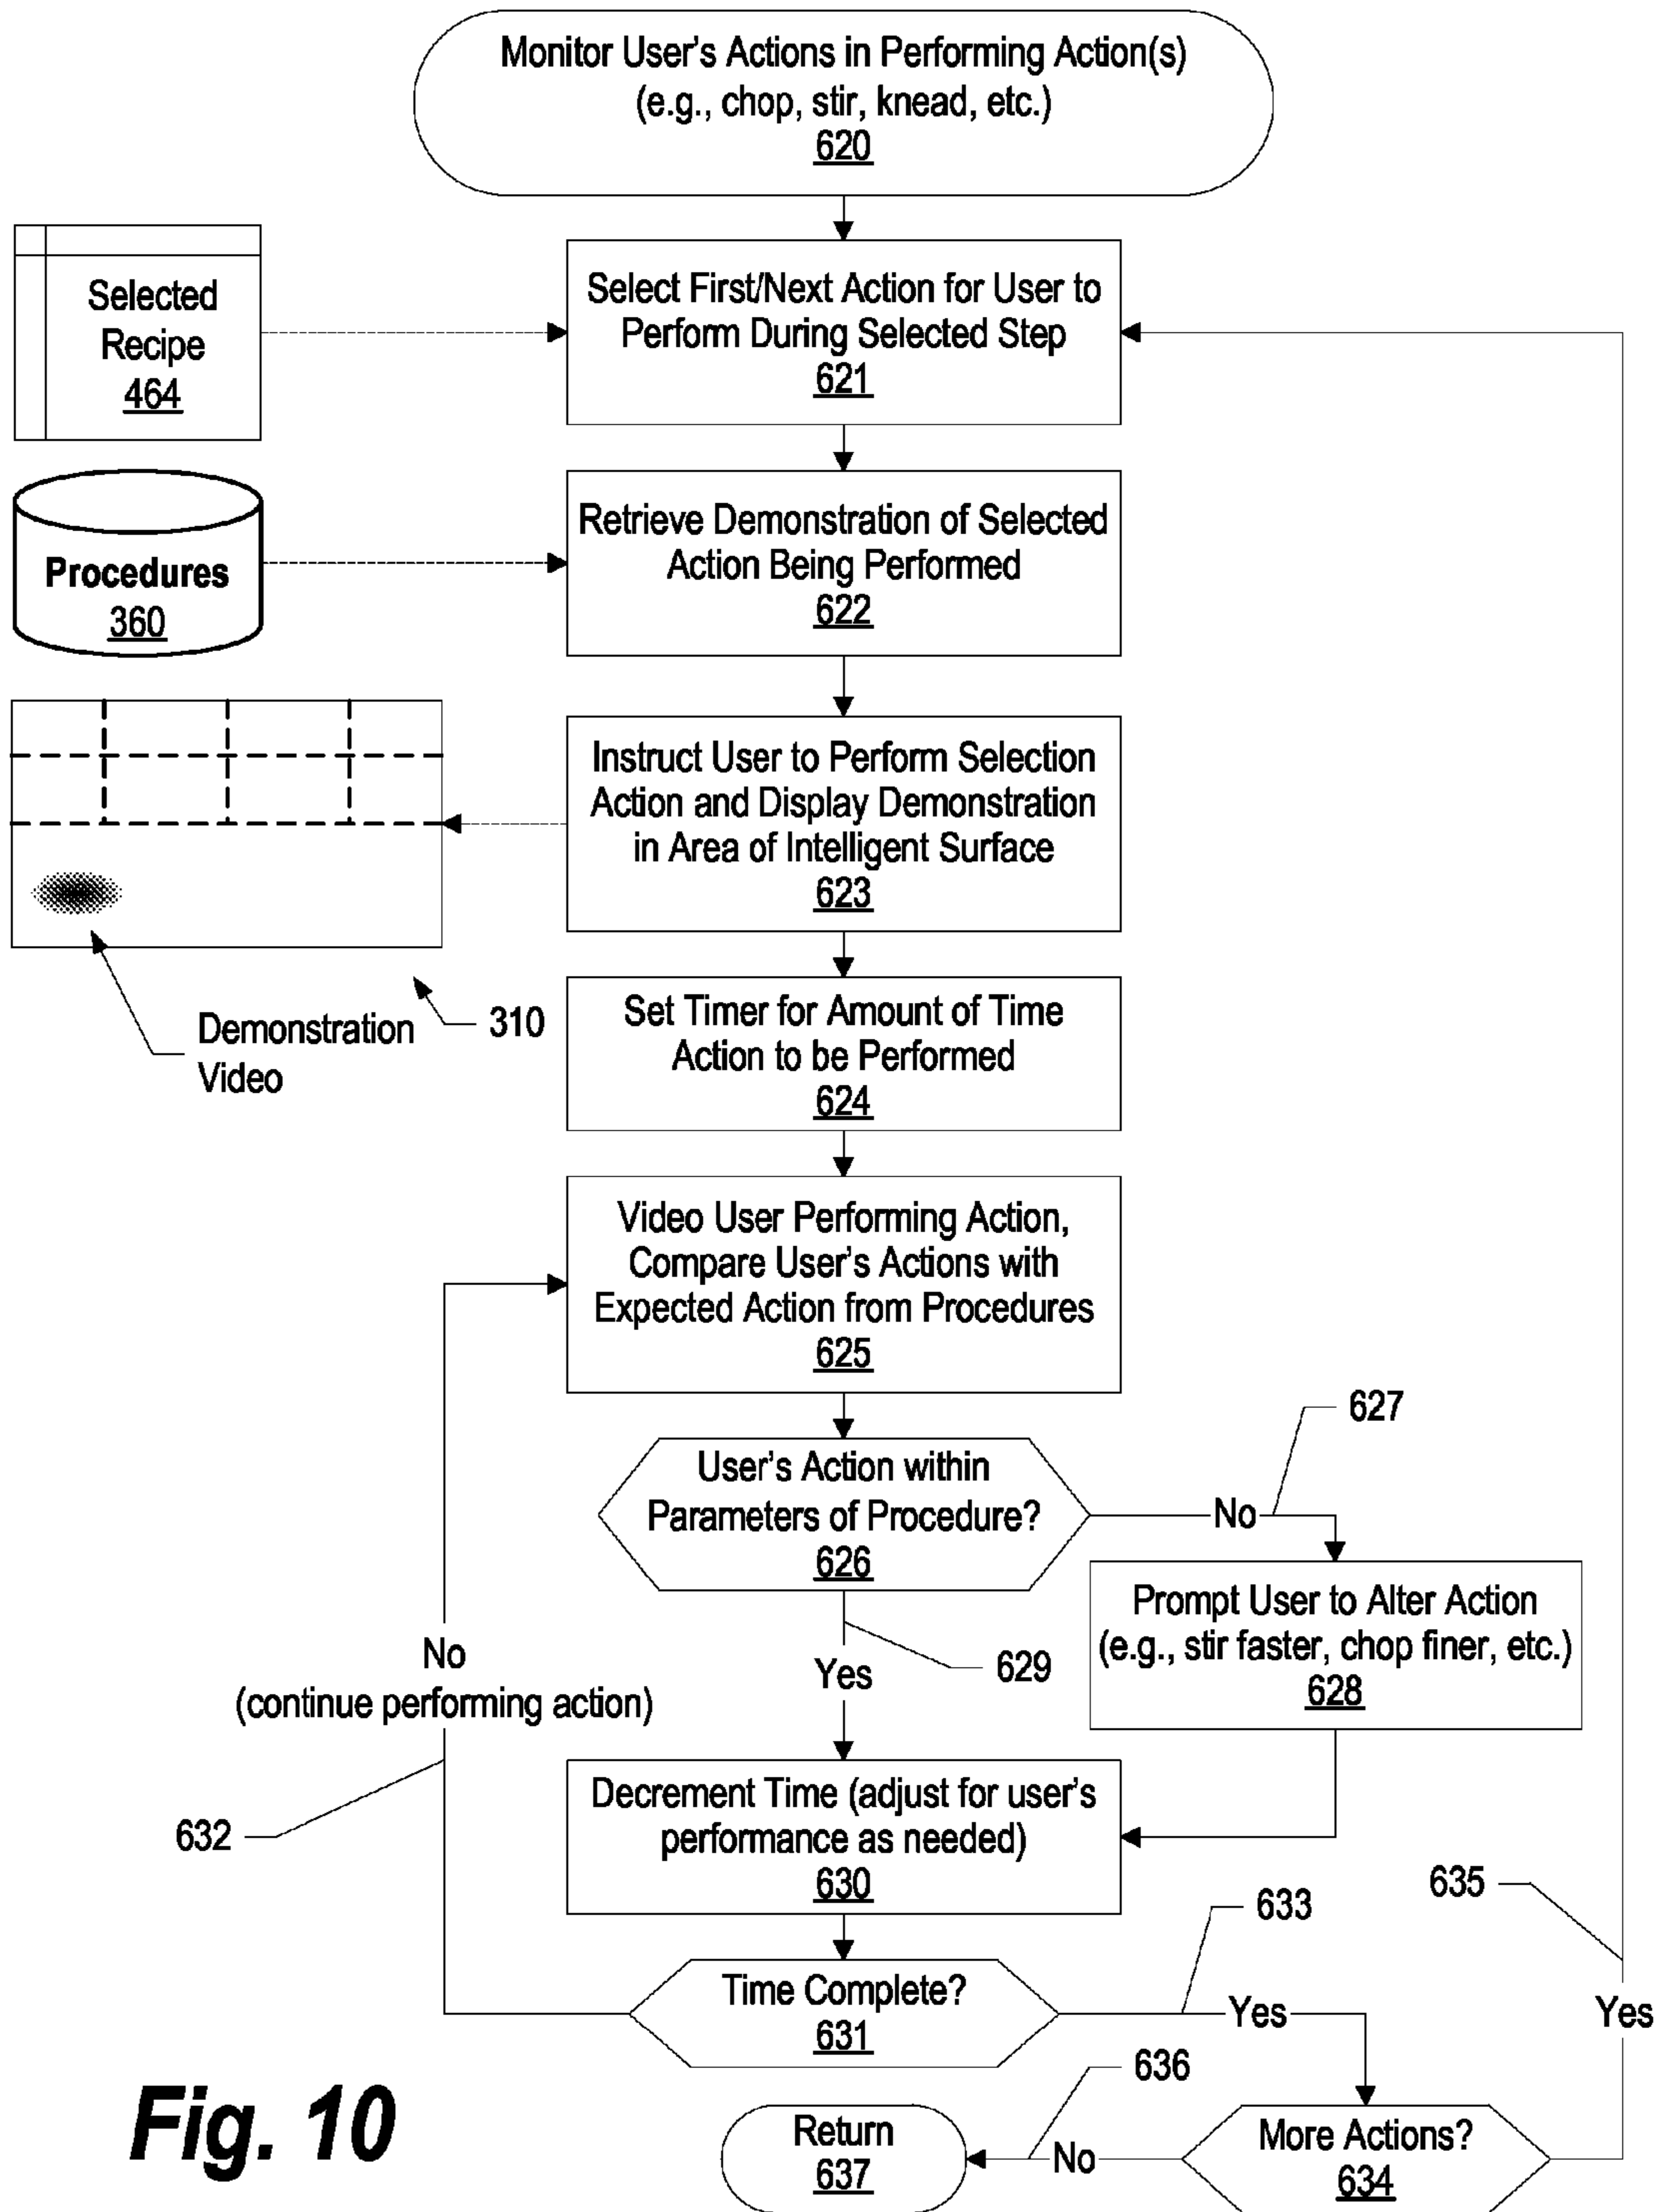 Monitor User's Actions in Performing Action(s)
(e.g., chop, stir, knead, etc.)
620
Selected
Recipe
464
Select First/Next Action for User to
Perform During Selected Step
621
Procedures
360
Retrieve Demonstration of Selected
Action Being Performed
622
Instruct User to Perform Selection
Action and Display Demonstration
in Area of Intelligent Surface
623
Demonstration
Video
310
Set Timer for Amount of Time
Action to be Performed
624
Video User Performing Action,
Compare User's Actions with
Expected Action from Procedures
625
User's Action within
Parameters of Procedure?
626
No
627
Prompt User to Alter Action
(e.g., stir faster, chop finer, etc.)
628
Yes
629
No
(continue performing action)
632
Decrement Time (adjust for user's
performance as needed)
630
Time Complete?
631
633
Yes
635
Yes
More Actions?
634
636
No
Return
637
Fig. 10